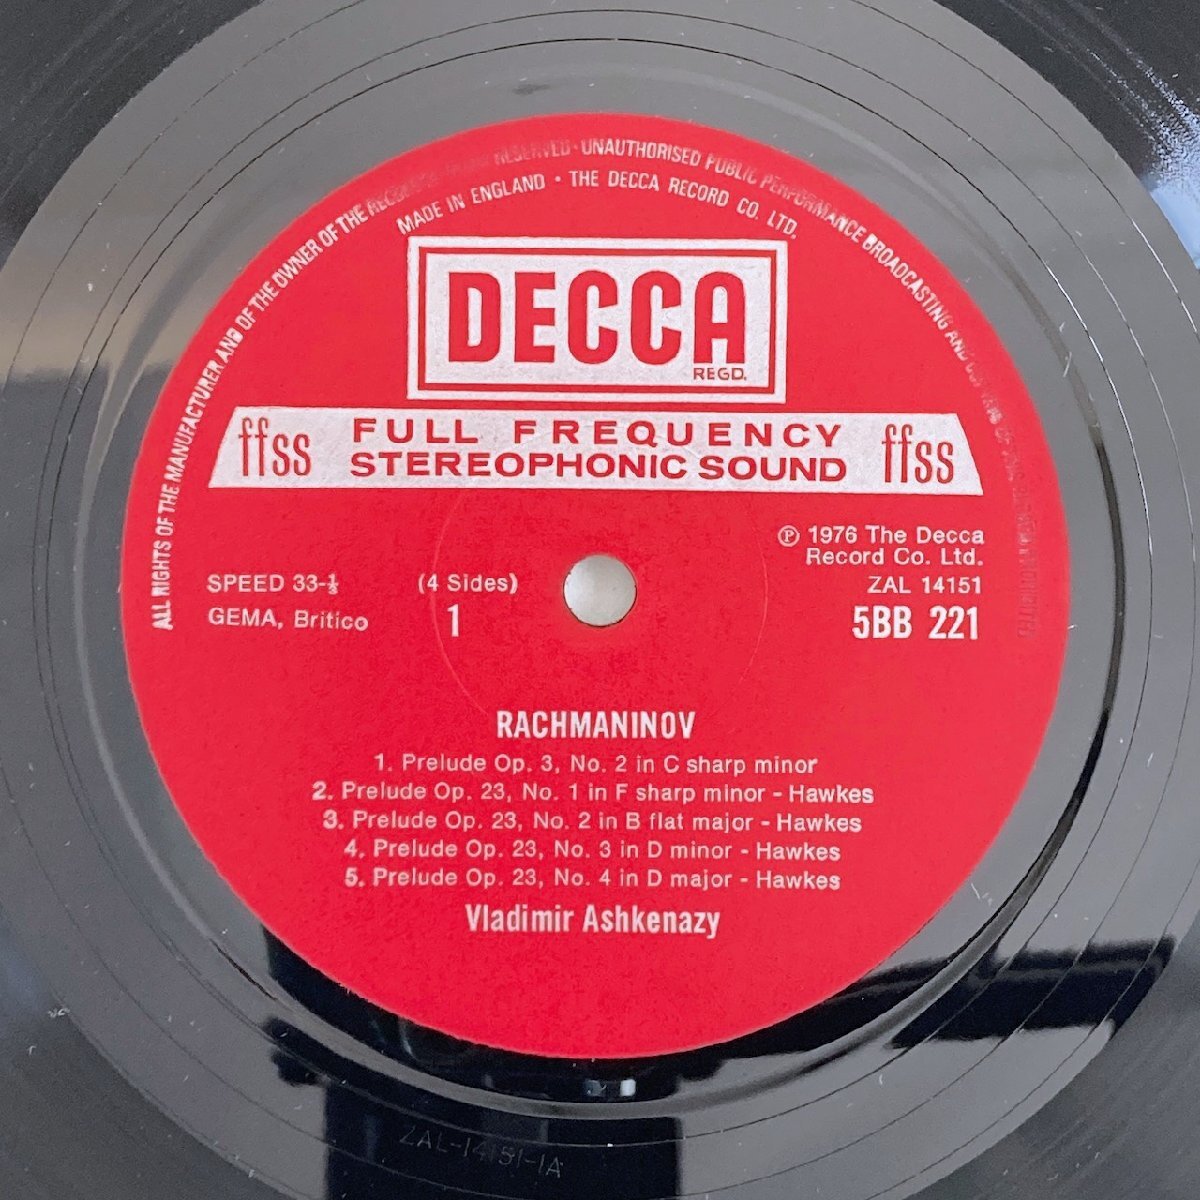 ALL RIGHTS OF THE MANUFACTURER AND OF THE OWNER OF THE RECORDED WORK RESERVED · UNAUTHORISED PUBLIC PERFORMANCE BROADCASTING AND COPYING OF
MADE IN ENGLAND · THE DECCA RECORD CO. LTD.
DECCA
REGD.
ffss FULL FREQUENCY ffss
STEREOPHONIC SOUND
℗ 1976 The Decca
Record Co. Ltd.
SPEED 33-⅓ (4 Sides) ZAL 14151
GEMA, Britico 1 5BB 221
RACHMANINOV
1. Prelude Op. 3, No. 2 in C sharp minor
2. Prelude Op. 23, No. 1 in F sharp minor - Hawkes
3. Prelude Op. 23, No. 2 in B flat major - Hawkes
4. Prelude Op. 23, No. 3 in D minor - Hawkes
5. Prelude Op. 23, No. 4 in D major - Hawkes
Vladimir Ashkenazy
ZAL-14151-1A